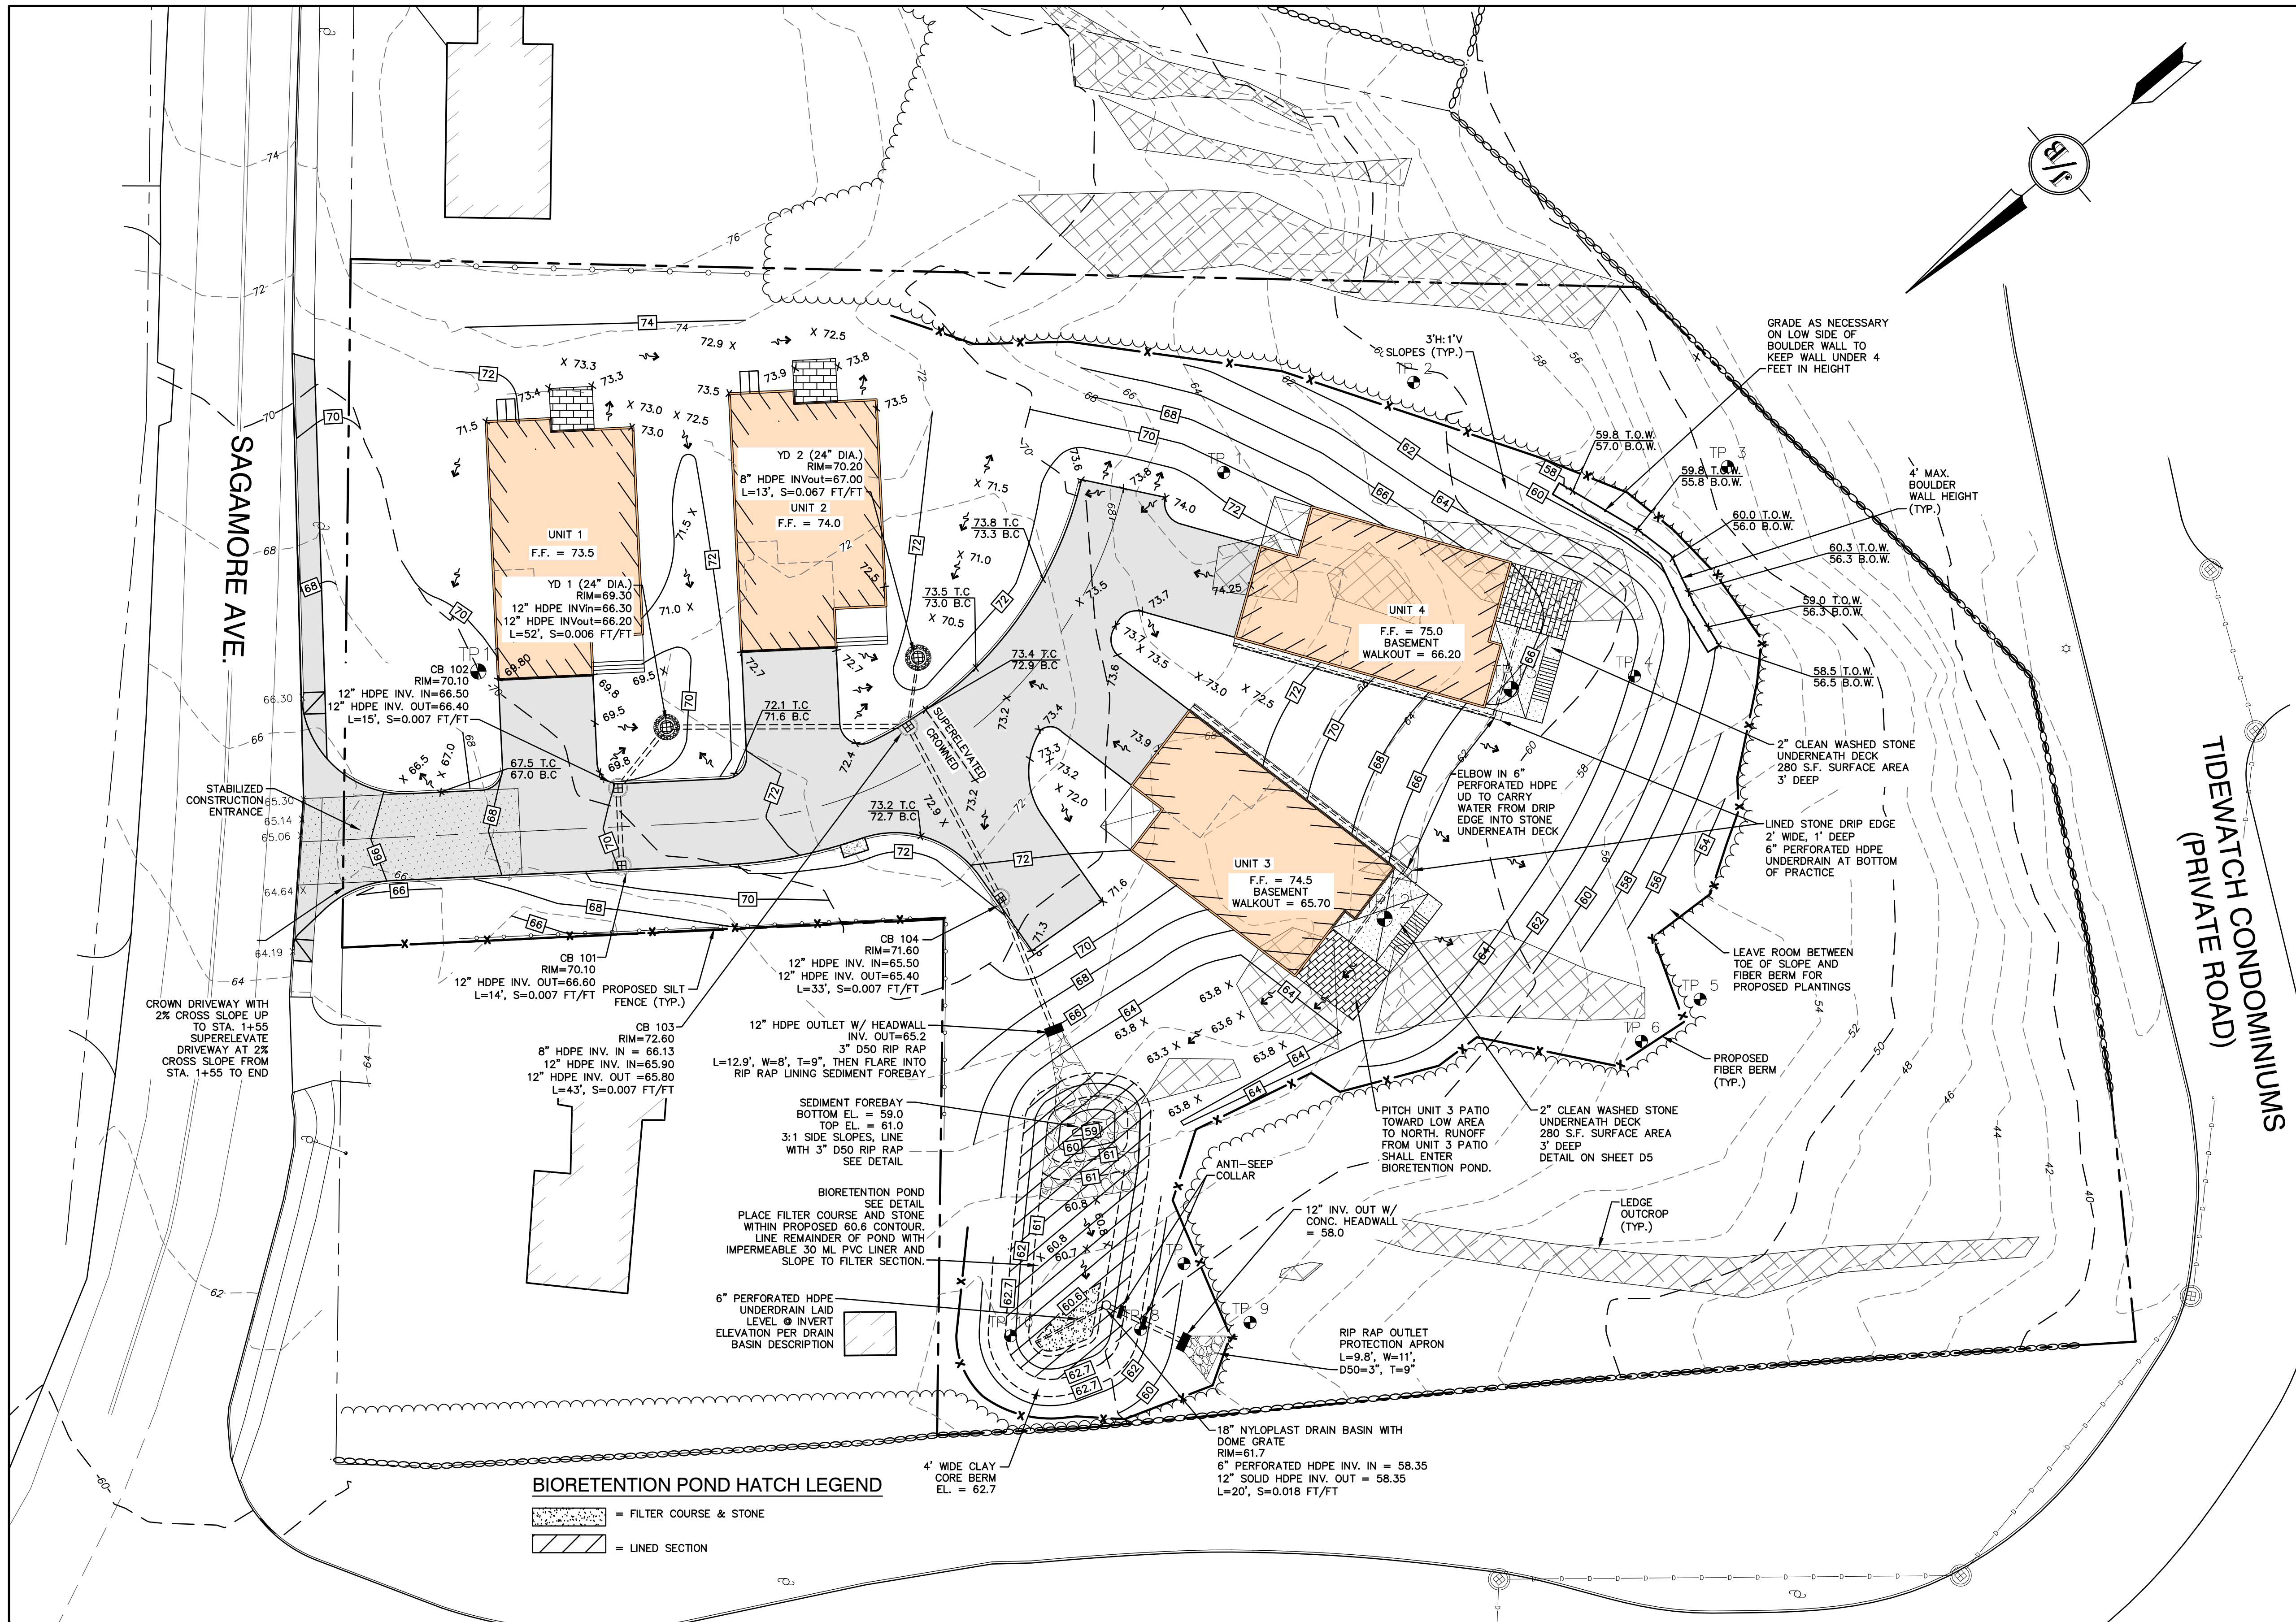 SAGAMORE AVE.
TIDEWATCH CONDOMINIUMS
(PRIVATE ROAD)
J/B
GRADE AS NECESSARY
ON LOW SIDE OF
BOULDER WALL TO
KEEP WALL UNDER 4
FEET IN HEIGHT
3'H:1'V
SLOPES (TYP.)
TP 2
TP 3
4' MAX.
BOULDER
WALL HEIGHT
(TYP.)
59.8 T.O.W.
57.0 B.O.W.
59.8 T.O.W.
55.8 B.O.W.
60.0 T.O.W.
56.0 B.O.W.
60.3 T.O.W.
56.3 B.O.W.
59.0 T.O.W.
56.3 B.O.W.
58.5 T.O.W.
56.5 B.O.W.
UNIT 1
F.F. = 73.5
YD 1 (24" DIA.)
RIM=69.30
12" HDPE INVin=66.30
12" HDPE INVout=66.20
L=52', S=0.006 FT/FT
YD 2 (24" DIA.)
RIM=70.20
8" HDPE INVout=67.00
L=13', S=0.067 FT/FT
UNIT 2
F.F. = 74.0
UNIT 4
F.F. = 75.0
BASEMENT
WALKOUT = 66.20
UNIT 3
F.F. = 74.5
BASEMENT
WALKOUT = 65.70
TP 1
CB 102
RIM=70.10
12" HDPE INV. IN=66.50
12" HDPE INV. OUT=66.40
L=15', S=0.007 FT/FT
TP 1
TP 4
TP 5
TP 6
12
TP 9
67.5 T.C
67.0 B.C
72.1 T.C
71.6 B.C
73.8 T.C
73.3 B.C
73.5 T.C
73.0 B.C
73.4 T.C
72.9 B.C
73.2 T.C
72.7 B.C
SUPERELEVATED
CROWNED
STABILIZED
CONSTRUCTION
ENTRANCE
66.30
65.30
65.14
65.06
64.64
64.19
2" CLEAN WASHED STONE
UNDERNEATH DECK
280 S.F. SURFACE AREA
3' DEEP
ELBOW IN 6"
PERFORATED HDPE
UD TO CARRY
WATER FROM DRIP
EDGE INTO STONE
UNDERNEATH DECK
LINED STONE DRIP EDGE
2' WIDE, 1' DEEP
6" PERFORATED HDPE
UNDERDRAIN AT BOTTOM
OF PRACTICE
LEAVE ROOM BETWEEN
TOE OF SLOPE AND
FIBER BERM FOR
PROPOSED PLANTINGS
PROPOSED
FIBER BERM
(TYP.)
CB 101
RIM=70.10
12" HDPE INV. OUT=66.60
L=14', S=0.007 FT/FT
PROPOSED SILT
FENCE (TYP.)
CB 104
RIM=71.60
12" HDPE INV. IN=65.50
12" HDPE INV. OUT=65.40
L=33', S=0.007 FT/FT
CROWN DRIVEWAY WITH
2% CROSS SLOPE UP
TO STA. 1+55
SUPERELEVATE
DRIVEWAY AT 2%
CROSS SLOPE FROM
STA. 1+55 TO END
CB 103
RIM=72.60
8" HDPE INV. IN = 66.13
12" HDPE INV. IN=65.90
12" HDPE INV. OUT =65.80
L=43', S=0.007 FT/FT
12" HDPE OUTLET W/ HEADWALL
INV. OUT=65.2
3" D50 RIP RAP
L=12.9', W=8', T=9", THEN FLARE INTO
RIP RAP LINING SEDIMENT FOREBAY
SEDIMENT FOREBAY
BOTTOM EL. = 59.0
TOP EL. = 61.0
3:1 SIDE SLOPES, LINE
WITH 3" D50 RIP RAP
SEE DETAIL
BIORETENTION POND
SEE DETAIL
PLACE FILTER COURSE AND STONE
WITHIN PROPOSED 60.6 CONTOUR.
LINE REMAINDER OF POND WITH
IMPERMEABLE 30 ML PVC LINER AND
SLOPE TO FILTER SECTION.
6" PERFORATED HDPE
UNDERDRAIN LAID
LEVEL @ INVERT
ELEVATION PER DRAIN
BASIN DESCRIPTION
PITCH UNIT 3 PATIO
TOWARD LOW AREA
TO NORTH. RUNOFF
FROM UNIT 3 PATIO
SHALL ENTER
BIORETENTION POND.
2" CLEAN WASHED STONE
UNDERNEATH DECK
280 S.F. SURFACE AREA
3' DEEP
DETAIL ON SHEET D5
ANTI-SEEP
COLLAR
12" INV. OUT W/
CONC. HEADWALL
= 58.0
LEDGE
OUTCROP
(TYP.)
RIP RAP OUTLET
PROTECTION APRON
L=9.8', W=11',
D50=3", T=9"
18" NYLOPLAST DRAIN BASIN WITH
DOME GRATE
RIM=61.7
6" PERFORATED HDPE INV. IN = 58.35
12" SOLID HDPE INV. OUT = 58.35
L=20', S=0.018 FT/FT
4' WIDE CLAY
CORE BERM
EL. = 62.7
BIORETENTION POND HATCH LEGEND
= FILTER COURSE & STONE
= LINED SECTION